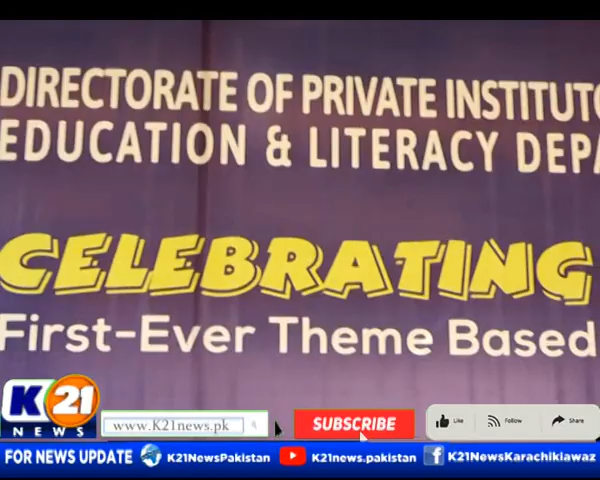 DIRECTORATE OF PRIVATE INSTITUTO
EDUCATION & LITERACY DEPA
CELEBRATING
First-Ever Theme Based
K21
NEWS
www.K21news.pk
SUBSCRIBE
Like
Follow
Share
FOR NEWS UPDATE
K21NewsPakistan
K21news.pakistan
K21NewsKarachikiawaz